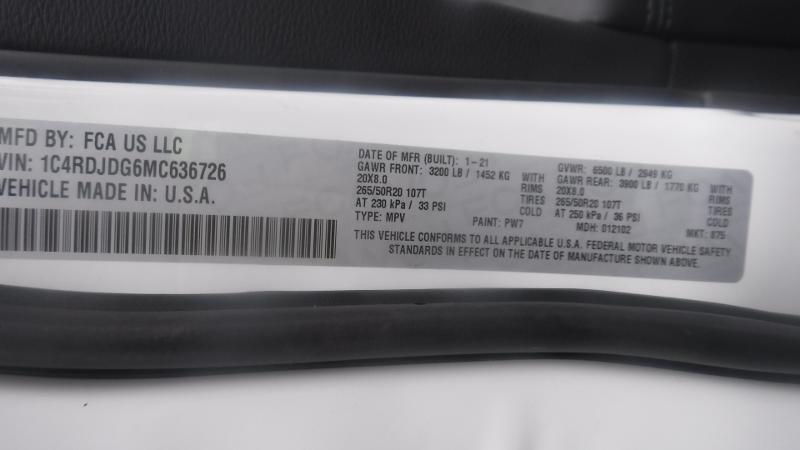 MFD BY: FCA US LLC
VIN: 1C4RDJDG6MC636726
VEHICLE MADE IN: U.S.A.
DATE OF MFR (BUILT): 1-21 GVWR: 6500 LB / 2949 KG
GAWR FRONT: 3200 LB / 1452 KG WITH GAWR REAR: 3900 LB / 1770 KG WITH
20X8.0 RIMS 20X8.0 RIMS
265/50R20 107T TIRES 265/50R20 107T TIRES
AT 230 kPa / 33 PSI COLD AT 250 kPa / 36 PSI COLD
TYPE: MPV PAINT: PW7 MDH: 012102 MKT: 875
THIS VEHICLE CONFORMS TO ALL APPLICABLE U.S.A. FEDERAL MOTOR VEHICLE SAFETY
STANDARDS IN EFFECT ON THE DATE OF MANUFACTURE SHOWN ABOVE.